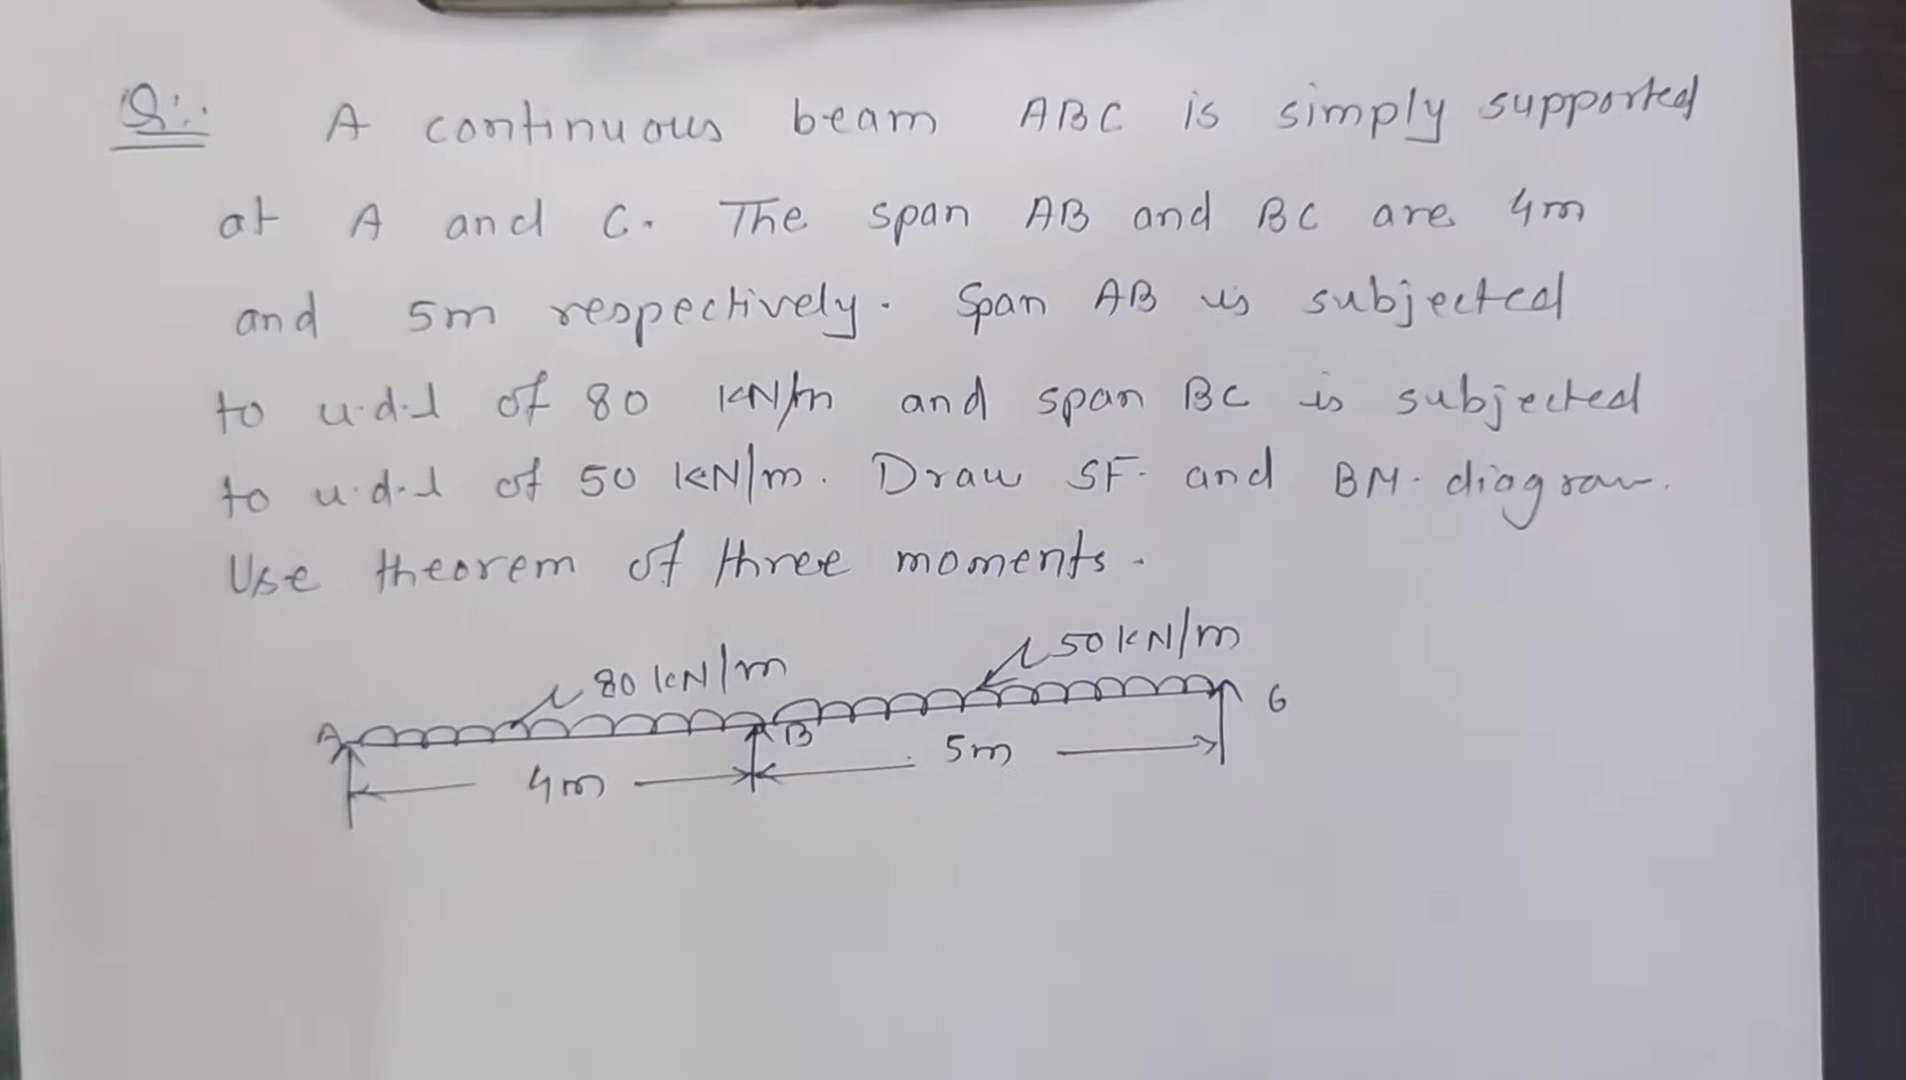 Q:. A continuous beam ABC is simply supported
at A and C. The span AB and BC are 4m
and 5m respectively. Span AB is subjected
to u.d.l of 80 kN/m and span BC is subjected
to u.d.l of 50 kN/m. Draw SF. and BM. diagram.
Use theorem of three moments.
80 kN/m 50 kN/m
A B C
4m 5m